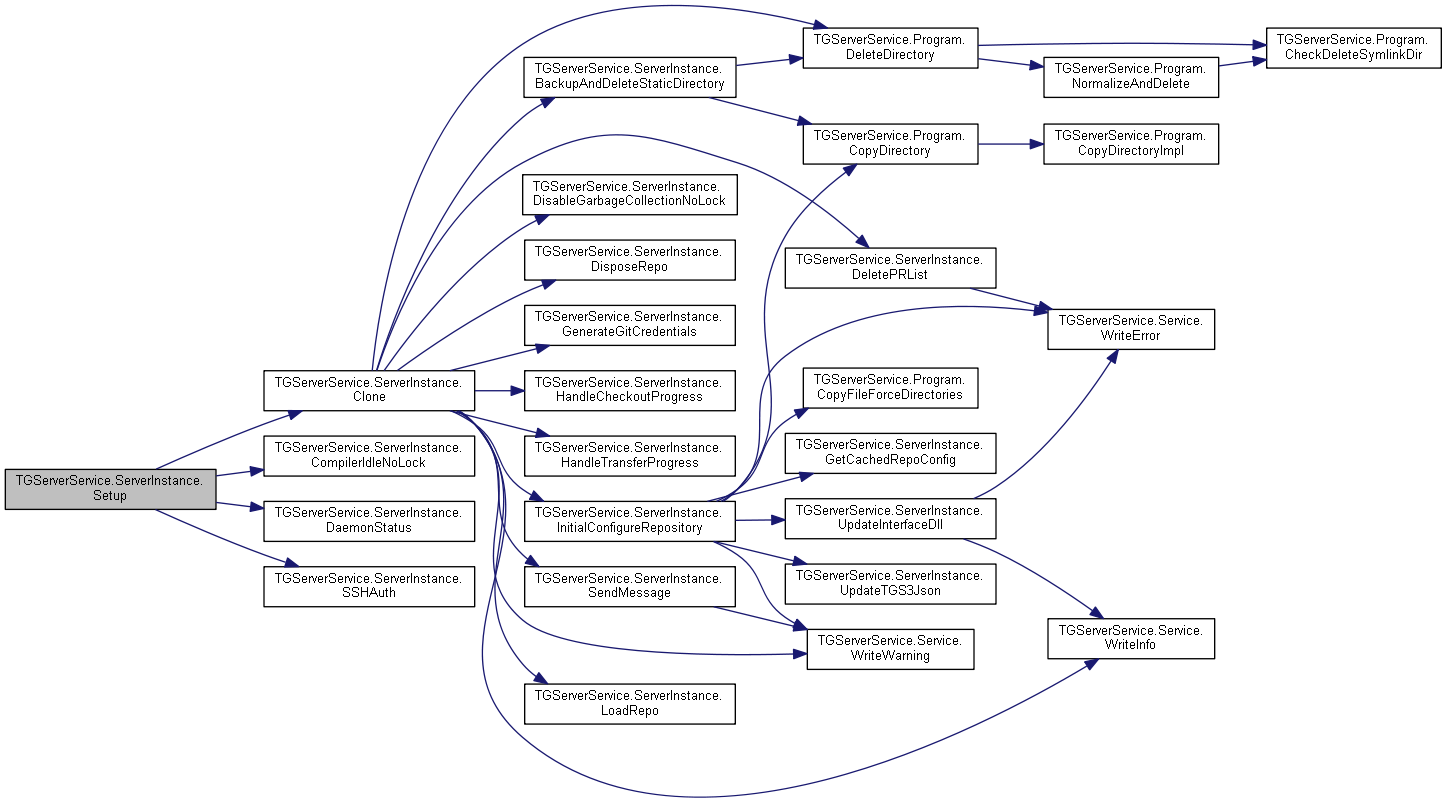 TGServerService.ServerInstance.
Setup
TGServerService.ServerInstance.
Clone
TGServerService.ServerInstance.
CompilerIdleNoLock
TGServerService.ServerInstance.
DaemonStatus
TGServerService.ServerInstance.
SSHAuth
TGServerService.ServerInstance.
BackupAndDeleteStaticDirectory
TGServerService.ServerInstance.
DisableGarbageCollectionNoLock
TGServerService.ServerInstance.
DisposeRepo
TGServerService.ServerInstance.
GenerateGitCredentials
TGServerService.ServerInstance.
HandleCheckoutProgress
TGServerService.ServerInstance.
HandleTransferProgress
TGServerService.ServerInstance.
InitialConfigureRepository
TGServerService.ServerInstance.
SendMessage
TGServerService.ServerInstance.
LoadRepo
TGServerService.Program.
DeleteDirectory
TGServerService.Program.
CopyDirectory
TGServerService.ServerInstance.
DeletePRList
TGServerService.Program.
CopyFileForceDirectories
TGServerService.ServerInstance.
GetCachedRepoConfig
TGServerService.ServerInstance.
UpdateInterfaceDll
TGServerService.ServerInstance.
UpdateTGS3Json
TGServerService.Service.
WriteWarning
TGServerService.Program.
NormalizeAndDelete
TGServerService.Program.
CopyDirectoryImpl
TGServerService.Service.
WriteError
TGServerService.Service.
WriteInfo
TGServerService.Program.
CheckDeleteSymlinkDir